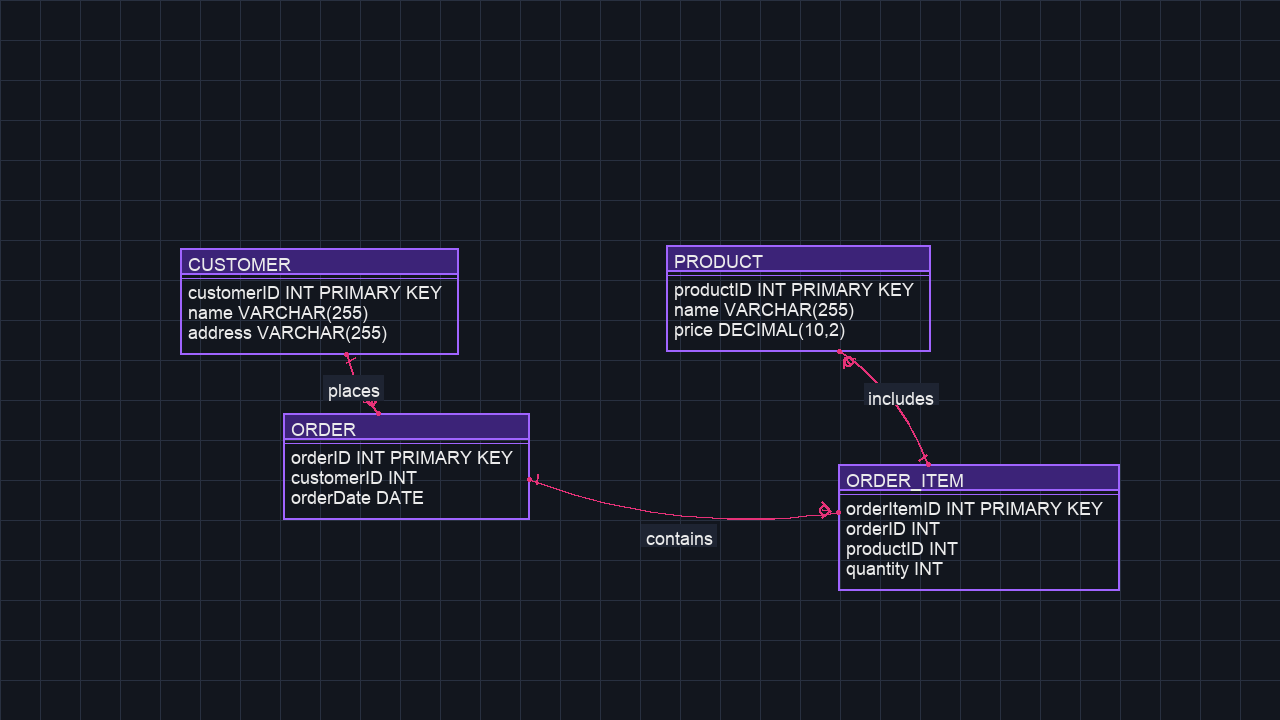 CUSTOMER
customerID INT PRIMARY KEY
name VARCHAR(255)
address VARCHAR(255)
PRODUCT
productID INT PRIMARY KEY
name VARCHAR(255)
price DECIMAL(10,2)
places
includes
ORDER
orderID INT PRIMARY KEY
customerID INT
orderDate DATE
contains
ORDER_ITEM
orderItemID INT PRIMARY KEY
orderID INT
productID INT
quantity INT